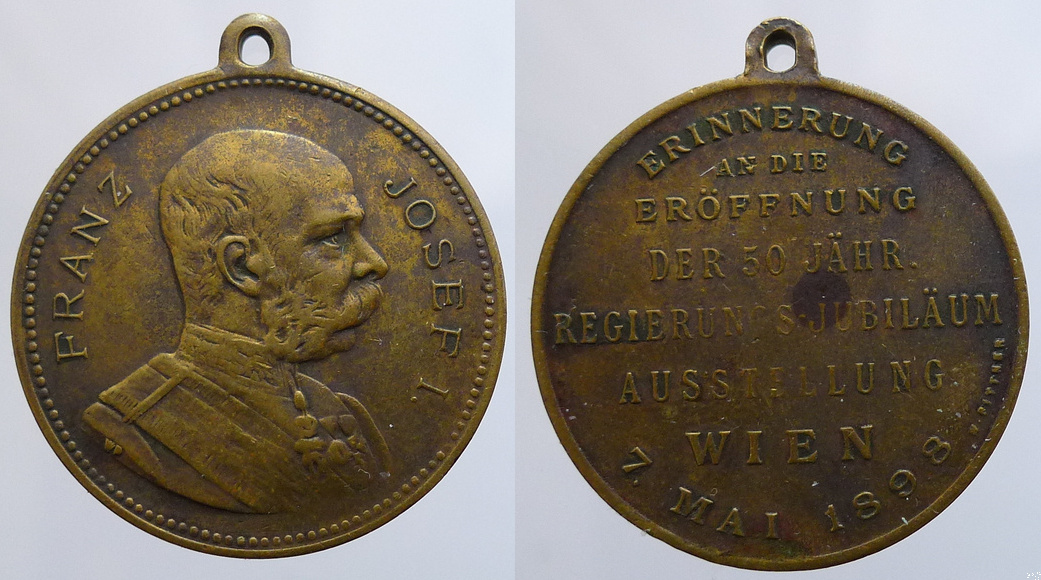 FRANZ JOSEF I.
ERINNERUNG
AN DIE
ERÖFFNUNG
DER 50 JÄHR.
REGIERUNGS-JUBILÄUM
AUSSTELLUNG.
WIEN
7. MAI 1898